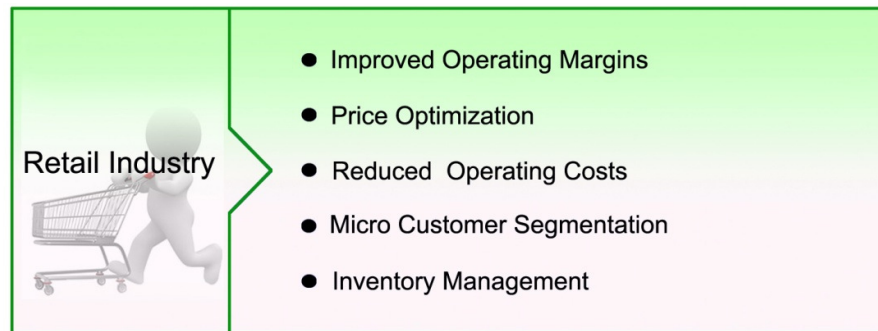 Retail Industry
Improved Operating Margins
Price Optimization
Reduced Operating Costs
Micro Customer Segmentation
Inventory Management